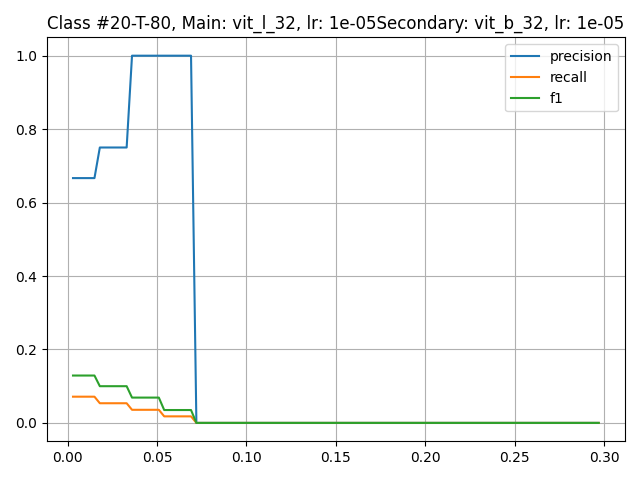 Class #20-T-80, Main: vit_l_32, lr: 1e-05Secondary: vit_b_32, lr: 1e-05
precision
recall
f1
1.0
0.8
0.6
0.4
0.2
0.0
0.00 0.05 0.10 0.15 0.20 0.25 0.30